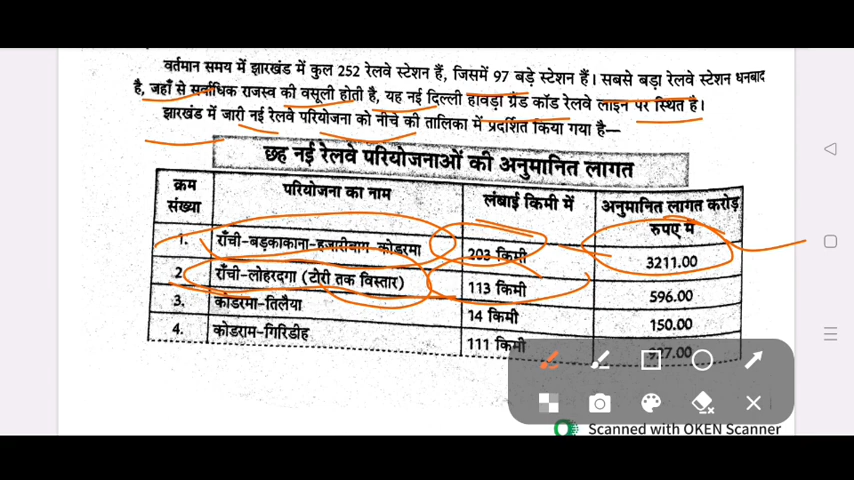 वर्तमान समय में झारखंड में कुल 252 रेलवे स्टेशन हैं, जिसमें 97 बड़े स्टेशन हैं। सबसे बड़ा रेलवे स्टेशन धनबाद
है, जहाँ से सर्वाधिक राजस्व की वसूली होती है, यह नई दिल्ली हावड़ा ग्रैंड कॉर्ड रेलवे लाइन पर स्थित है।
झारखंड में जारी नई रेलवे परियोजना को नीचे की तालिका में प्रदर्शित किया गया है—
छह नई रेलवे परियोजनाओं की अनुमानित लागत
क्रम संख्या परियोजना का नाम लंबाई किमी में अनुमानित लागत करोड़ रुपए में
1. राँची-बड़काकाना-हजारीबाग-कोडरमा 203 किमी 3211.00
2 राँची-लोहरदगा (टोरी तक विस्तार) 113 किमी 596.00
3. कोडरमा-तिलैया 14 किमी 150.00
4. कोडराम-गिरिडीह 111 किमी
Scanned with OKEN Scanner